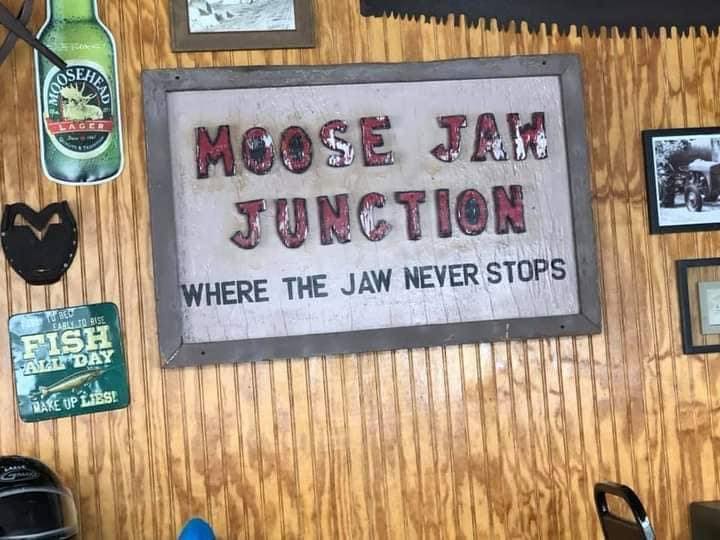 MOOSEHEAD
LAGER
MOOSE JAW
JUNCTION
WHERE THE JAW NEVER STOPS
TO BED
EARLY TO RISE
FISH
ALL DAY
MAKE UP LIES!